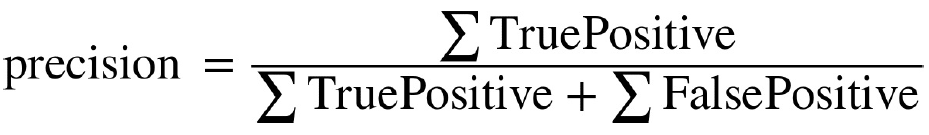 precision = ∑ TruePositive
∑ TruePositive + ∑ FalsePositive